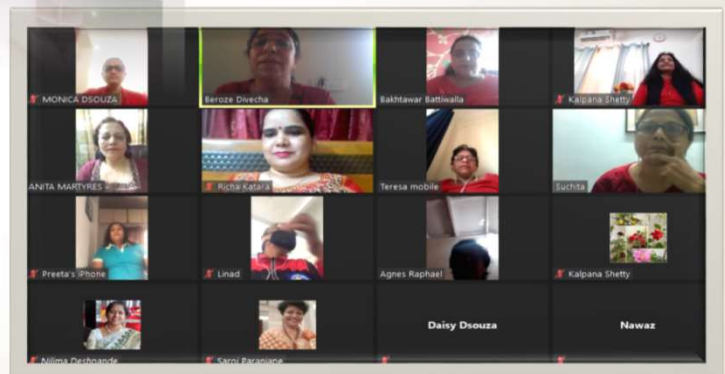 MONICA DSOUZA
Beroze Divecha
Bakhtawar Battiwalla
Kalpana Shetty
ANITA MARTYRES
Richa Katara
Teresa mobile
Suchita
Preeta's iPhone
Linad
Agnes Raphael
Kalpana Shetty
Nilima Deshpande
Saroj Paranjape
Daisy Dsouza
Nawaz